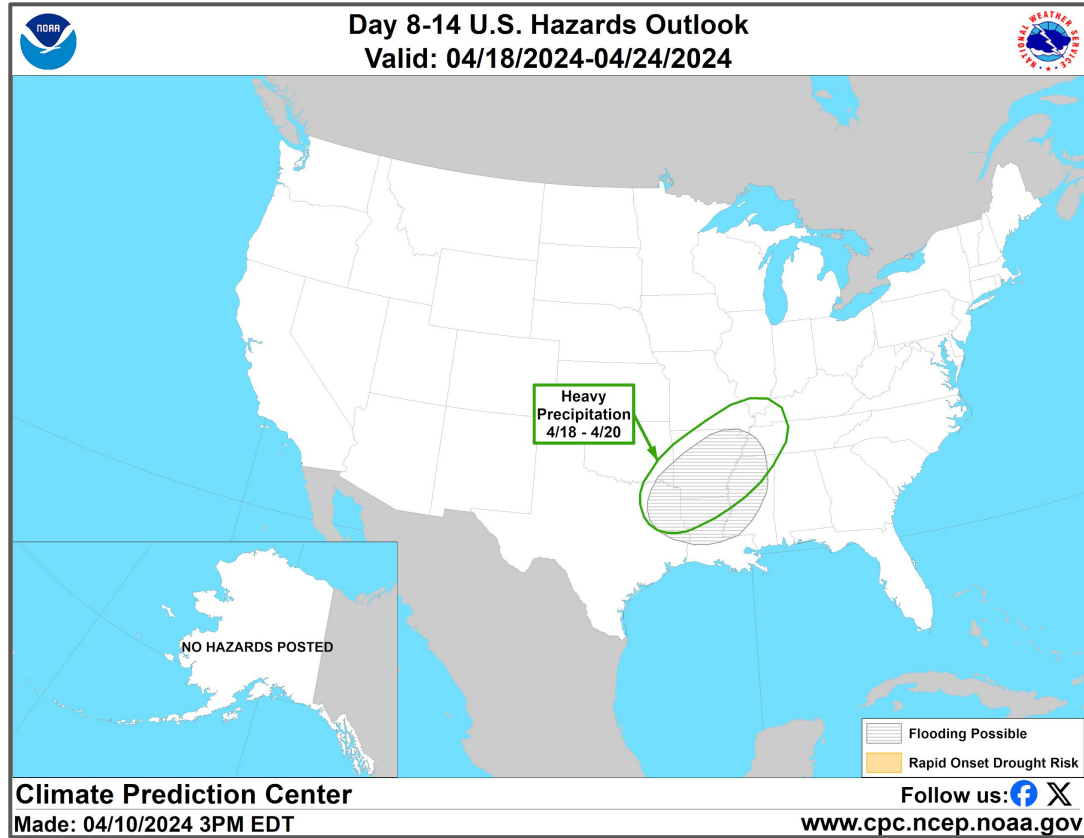 NOAA
Day 8-14 U.S. Hazards Outlook
Valid: 04/18/2024-04/24/2024
NATIONAL WEATHER SERVICE
Heavy
Precipitation
4/18 - 4/20
NO HAZARDS POSTED
Flooding Possible
Rapid Onset Drought Risk
Climate Prediction Center
Follow us:
Made: 04/10/2024 3PM EDT
www.cpc.ncep.noaa.gov